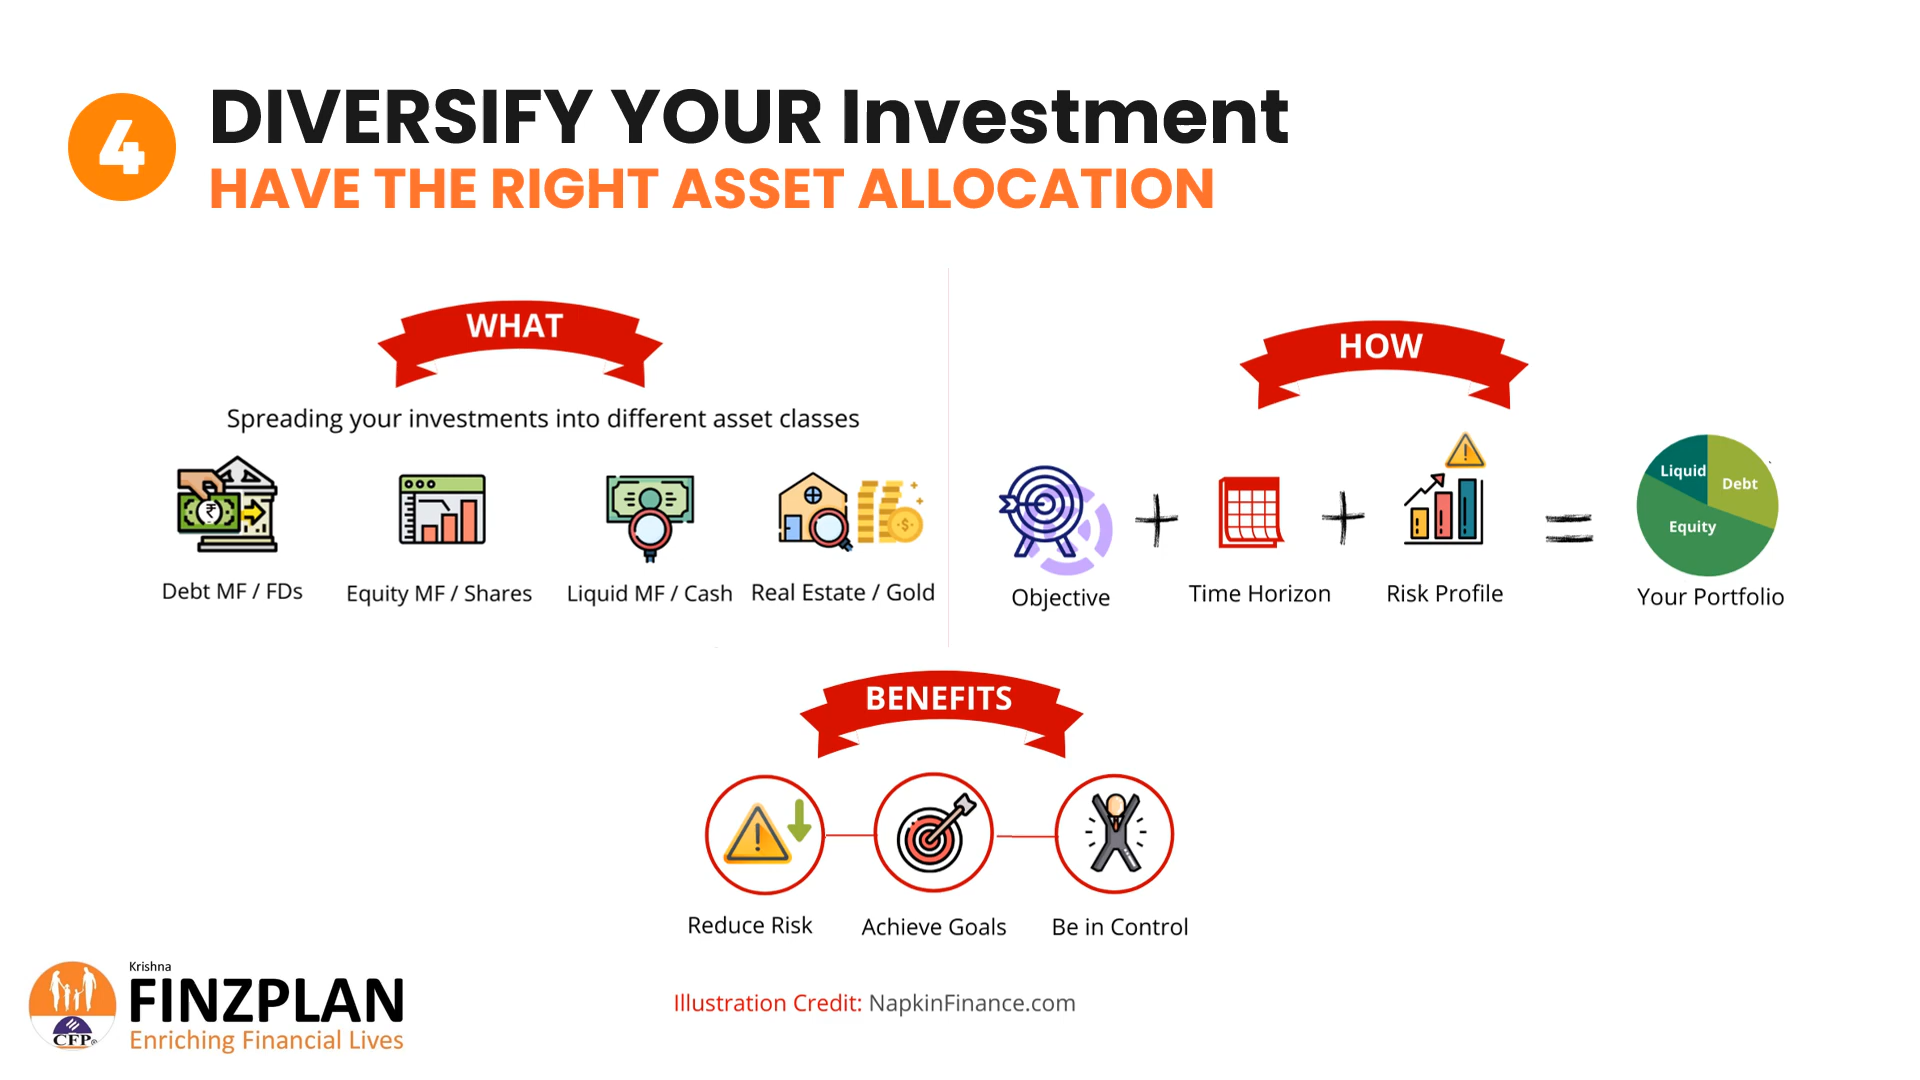 4
DIVERSIFY YOUR Investment
HAVE THE RIGHT ASSET ALLOCATION
WHAT
Spreading your investments into different asset classes
Debt MF / FDs
Equity MF / Shares
Liquid MF / Cash
Real Estate / Gold
HOW
Objective
+
Time Horizon
+
Risk Profile
=
Liquid
Debt
Equity
Your Portfolio
BENEFITS
Reduce Risk
Achieve Goals
Be in Control
Illustration Credit: NapkinFinance.com
Krishna
FINZPLAN
Enriching Financial Lives
CFP®